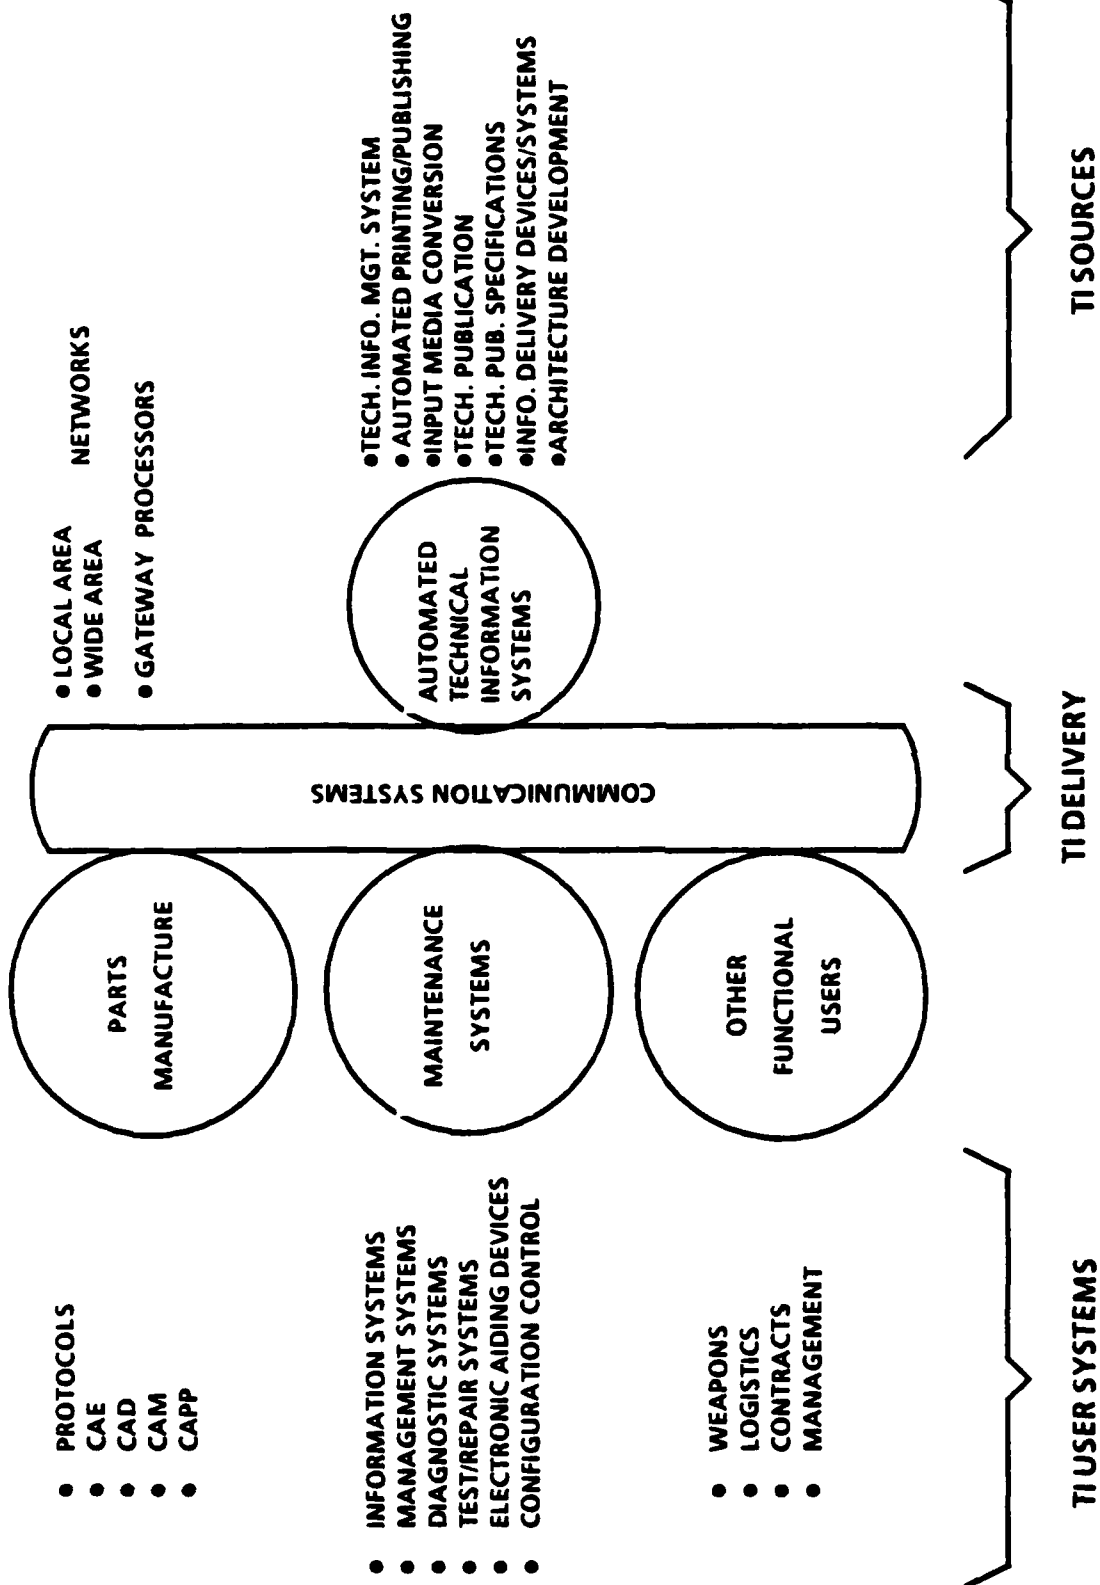 ● PROTOCOLS
● CAE
● CAD
● CAM
● CAPP
PARTS
MANUFACTURE
● LOCAL AREA
● WIDE AREA
NETWORKS
● GATEWAY PROCESSORS
● INFORMATION SYSTEMS
● MANAGEMENT SYSTEMS
● DIAGNOSTIC SYSTEMS
● TEST/REPAIR SYSTEMS
● ELECTRONIC AIDING DEVICES
● CONFIGURATION CONTROL
MAINTENANCE
SYSTEMS
COMMUNICATION SYSTEMS
AUTOMATED
TECHNICAL
INFORMATION
SYSTEMS
●TECH. INFO. MGT. SYSTEM
● AUTOMATED PRINTING/PUBLISHING
●INPUT MEDIA CONVERSION
●TECH. PUBLICATION
●TECH. PUB. SPECIFICATIONS
●INFO. DELIVERY DEVICES/SYSTEMS
●ARCHITECTURE DEVELOPMENT
● WEAPONS
● LOGISTICS
● CONTRACTS
● MANAGEMENT
OTHER
FUNCTIONAL
USERS
TI USER SYSTEMS
TI DELIVERY
TI SOURCES